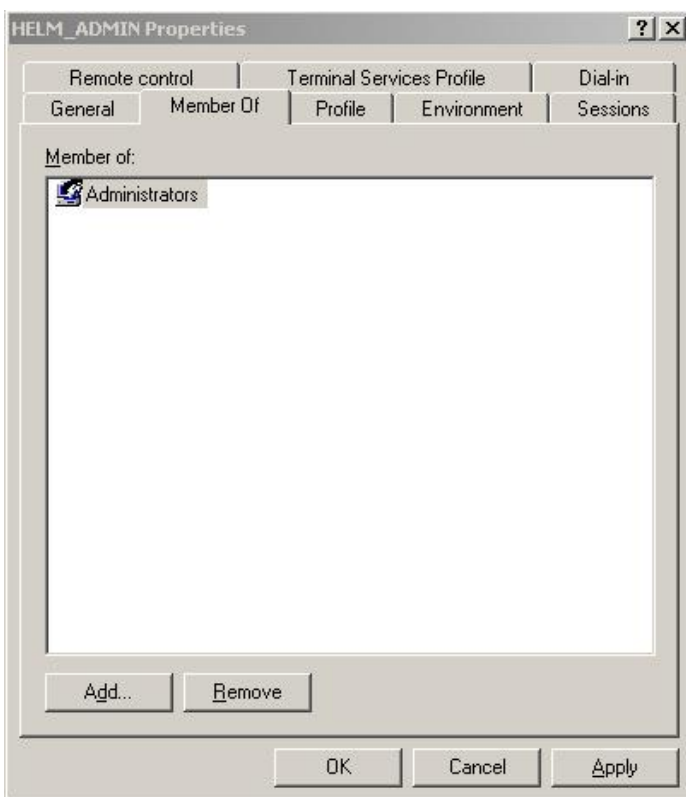 HELM_ADMIN Properties
? X
Remote control Terminal Services Profile Dial-in
General Member Of Profile Environment Sessions
Member of:
Administrators
Add... Remove
OK Cancel Apply